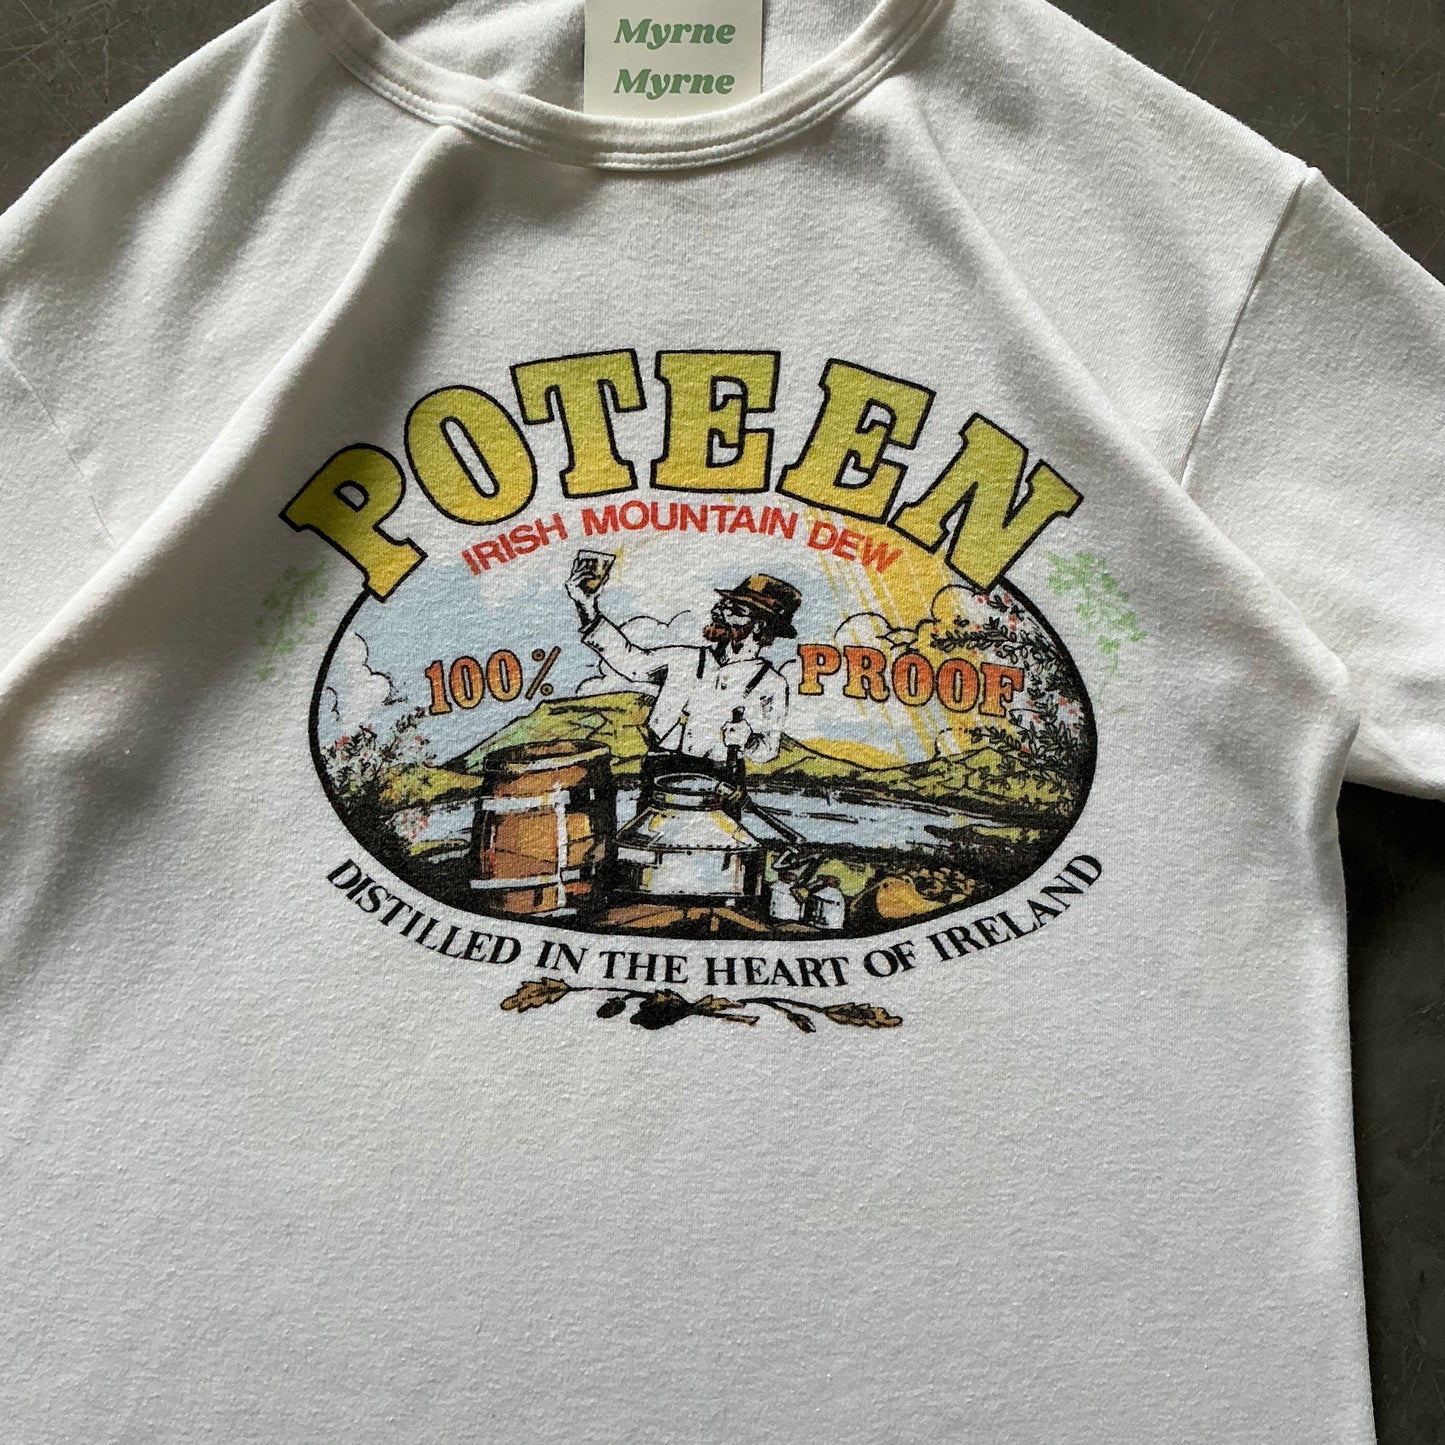 Myrne
Myrne
POTEEN
IRISH MOUNTAIN DEW
100% PROOF
DISTILLED IN THE HEART OF IRELAND